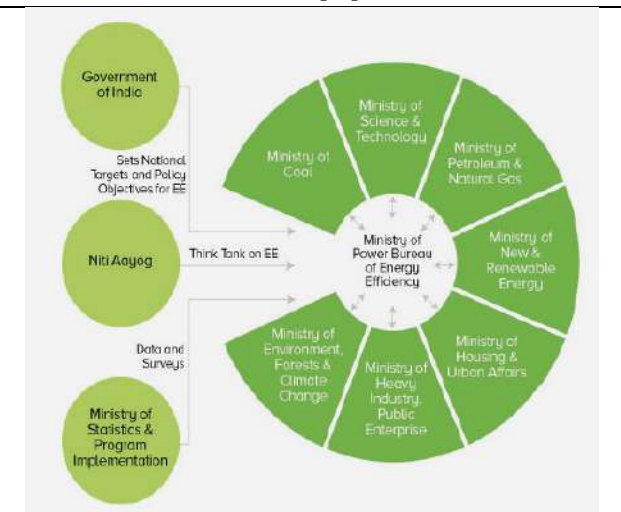 Government
of India
Sets National
Targets and Policy
Objectives for EE
Niti Aayog
Think Tank on EE
Data and
Surveys
Ministry of
Statistics &
Program
Implementation
Ministry of
Coal
Ministry of
Science &
Technology
Ministry of
Petroleum &
Natural Gas
Ministry of
New &
Renewable
Energy
Ministry of
Housing &
Urban Affairs
Ministry of
Heavy
Industry,
Public
Enterprise
Ministry of
Environment,
Forests &
Climate
Change
Ministry of
Power Bureau
of Energy
Efficiency